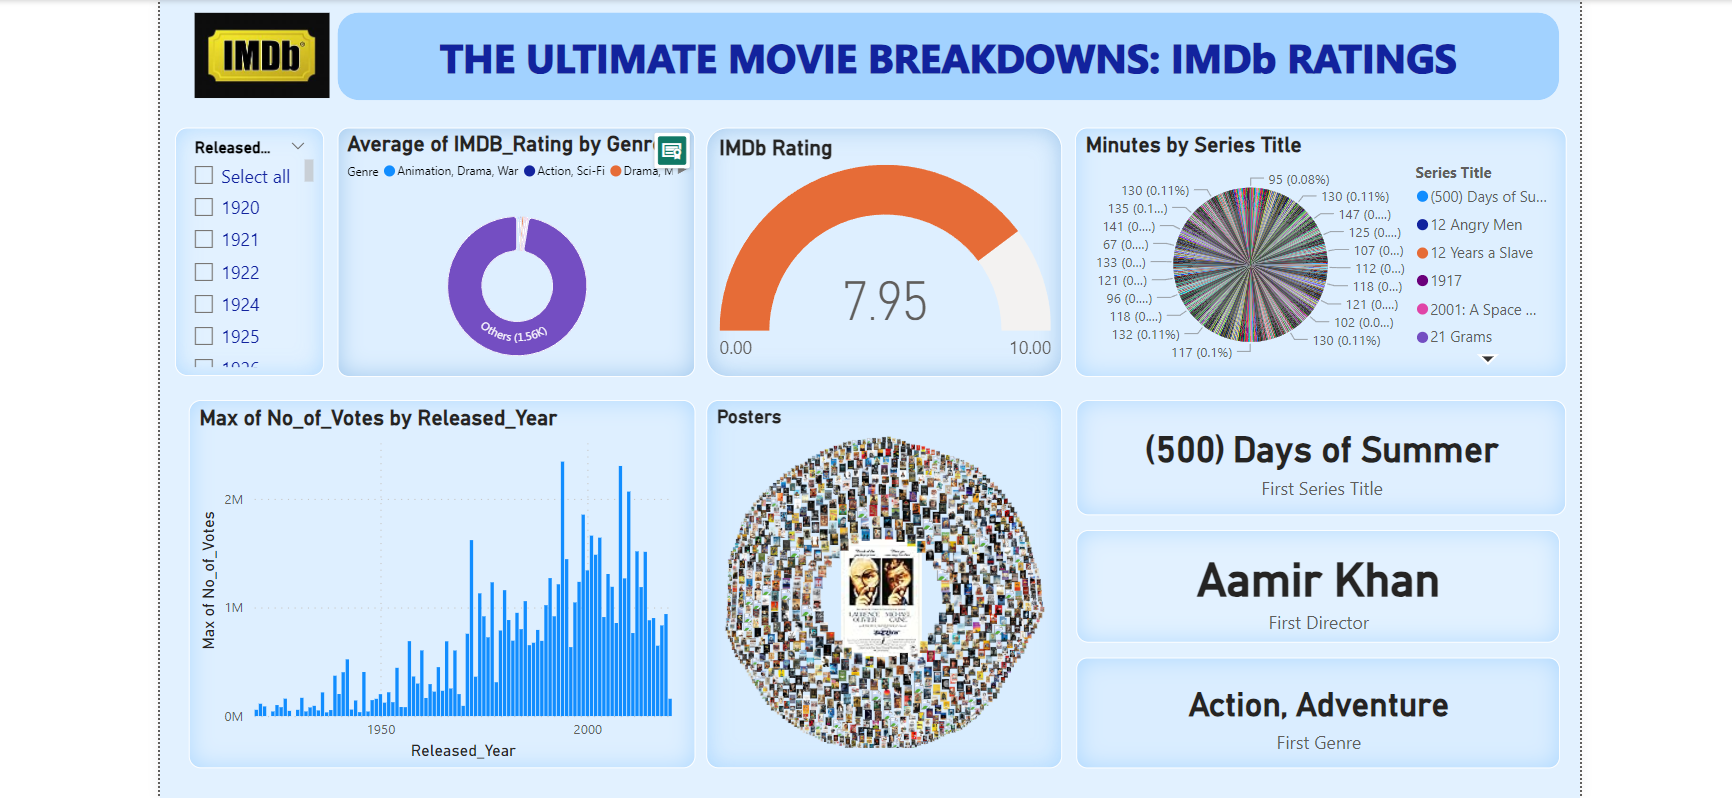 IMDb
THE ULTIMATE MOVIE BREAKDOWNS: IMDb RATINGS
Released...
Select all
1920
1921
1922
1924
1925
1926
Average of IMDB_Rating by Genr
Genre
Animation, Drama, War
Action, Sci-Fi
Drama, M
Others (1.56K)
IMDb Rating
7.95
0.00
10.00
Minutes by Series Title
95 (0.08%)
130 (0.11%)
130 (0.11%)
135 (0.1...)
147 (0....)
141 (0....)
125 (0....)
67 (0....)
107 (0...)
133 (0...)
112 (0...)
121 (0...)
118 (0...)
96 (0....)
121 (0....)
118 (0....)
102 (0.0...)
132 (0.11%)
130 (0.11%)
117 (0.1%)
Series Title
(500) Days of Su...
12 Angry Men
12 Years a Slave
1917
2001: A Space ...
21 Grams
Max of No_of_Votes by Released_Year
Max of No_of_Votes
2M
1M
0M
1950
2000
Released_Year
Posters
LAURENCE OLIVIER
MICHAEL CAINE
(500) Days of Summer
First Series Title
Aamir Khan
First Director
Action, Adventure
First Genre